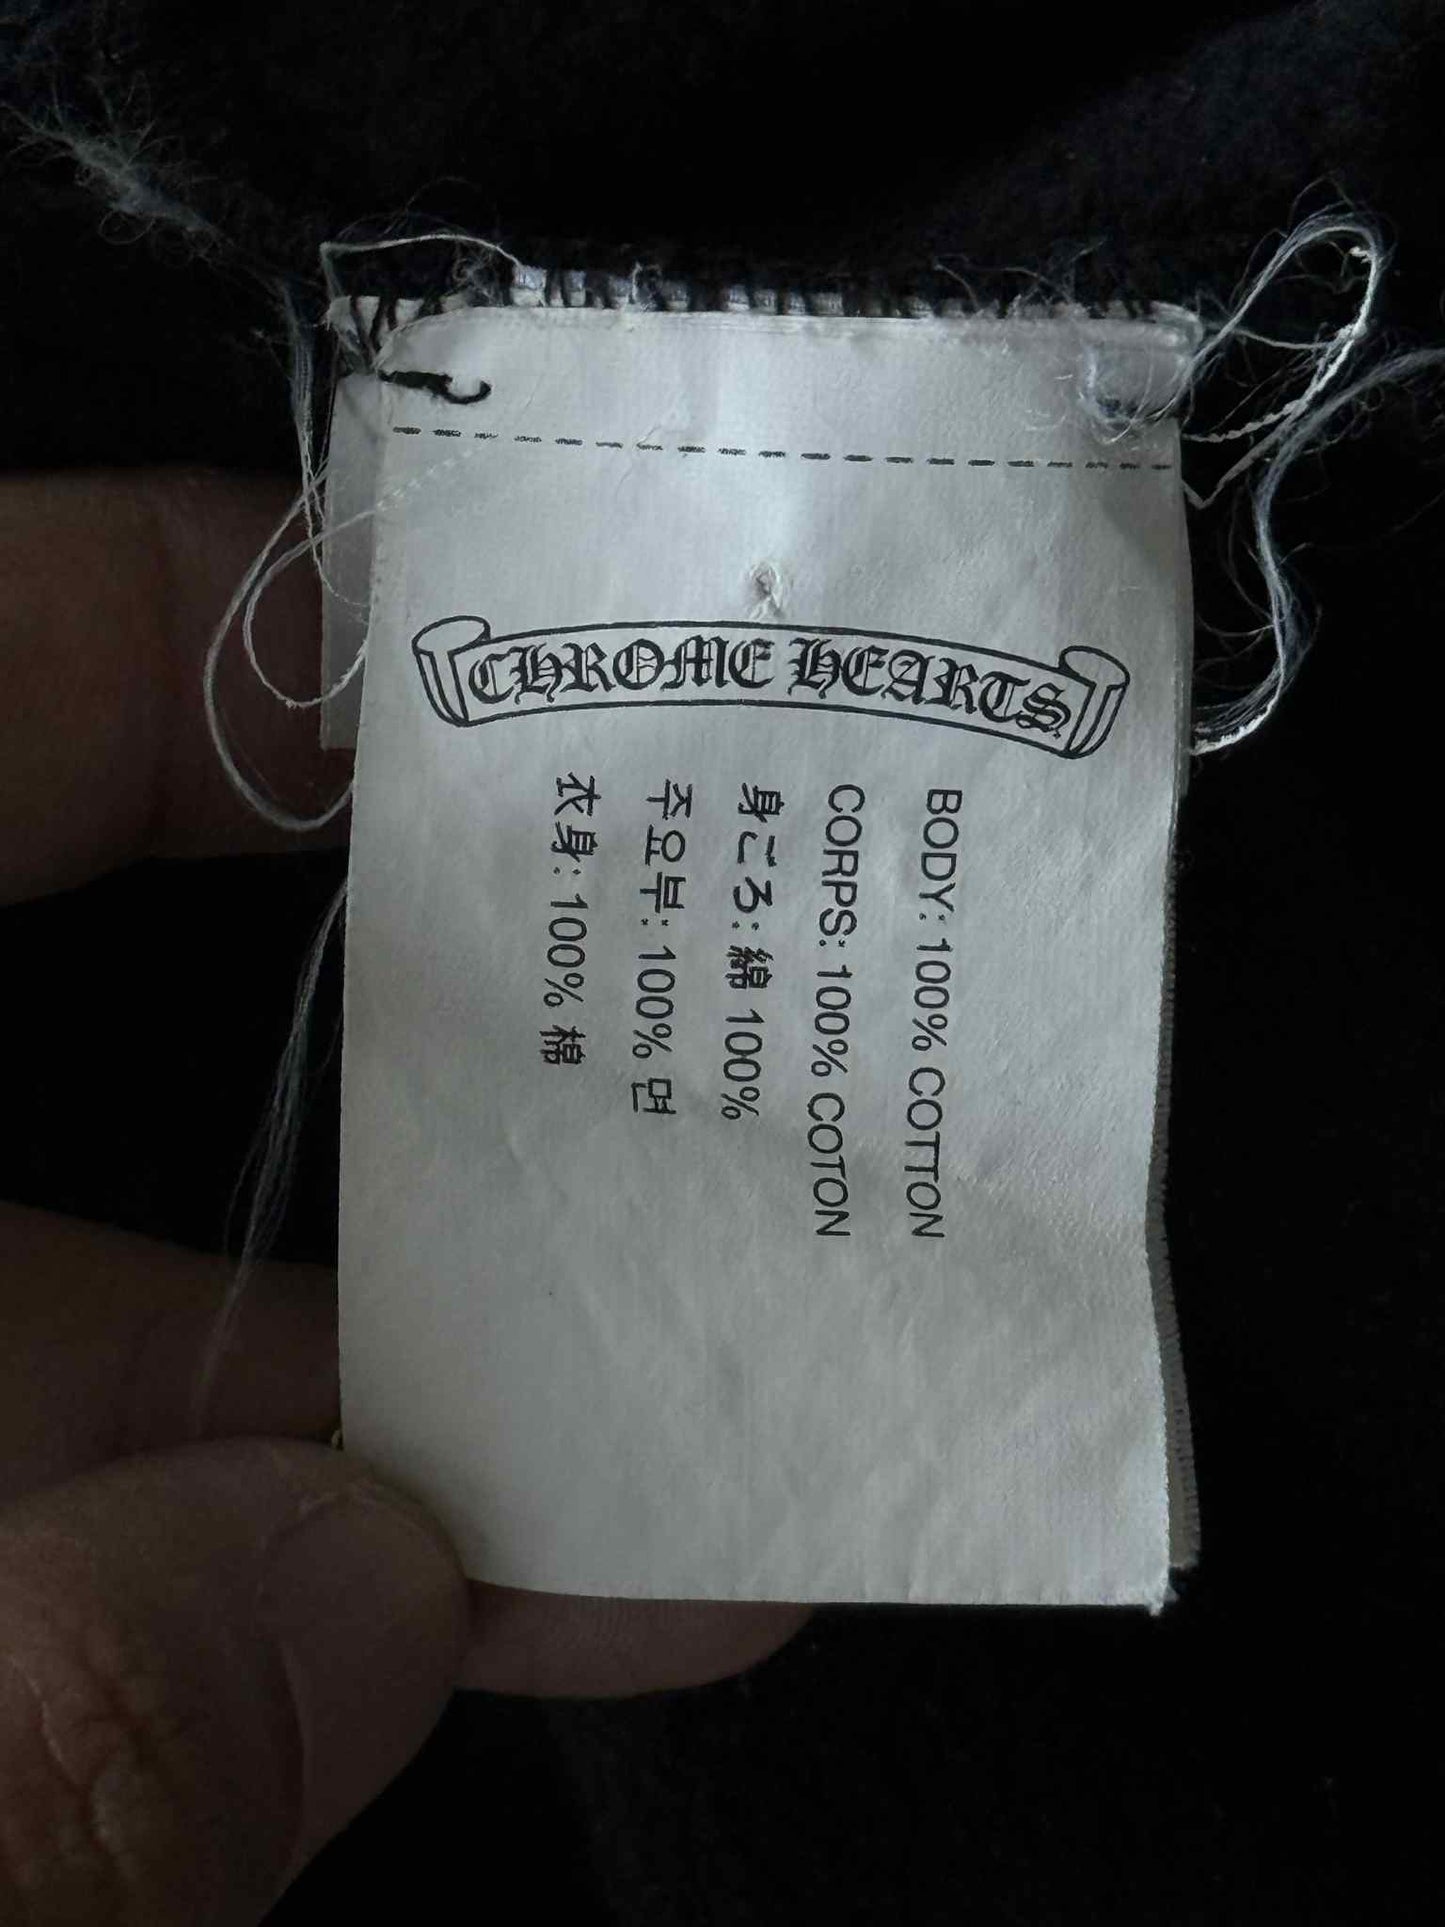 CHROME HEARTS
BODY: 100% COTTON
CORPS: 100% COTON
身ごろ: 綿 100%
주요부: 100% 면
衣身: 100% 棉